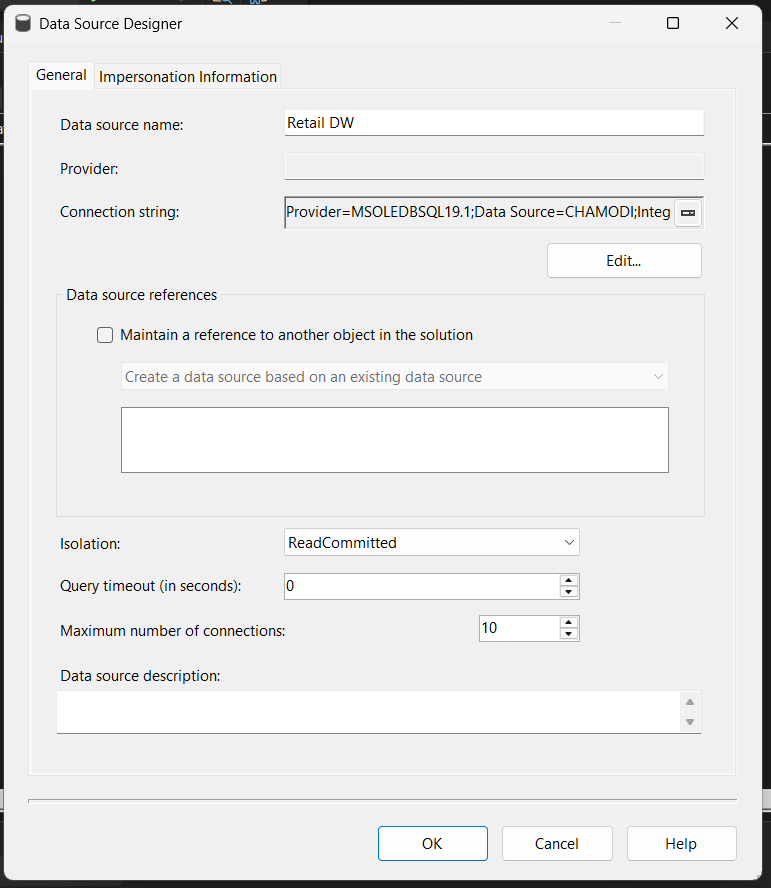 Data Source Designer
General
Impersonation Information
Data source name:
Retail DW
Provider:
Connection string:
Provider=MSOLEDBSQL19.1;Data Source=CHAMODI;Integ
Edit...
Data source references
Maintain a reference to another object in the solution
Create a data source based on an existing data source
Isolation:
ReadCommitted
Query timeout (in seconds):
0
Maximum number of connections:
10
Data source description:
OK
Cancel
Help